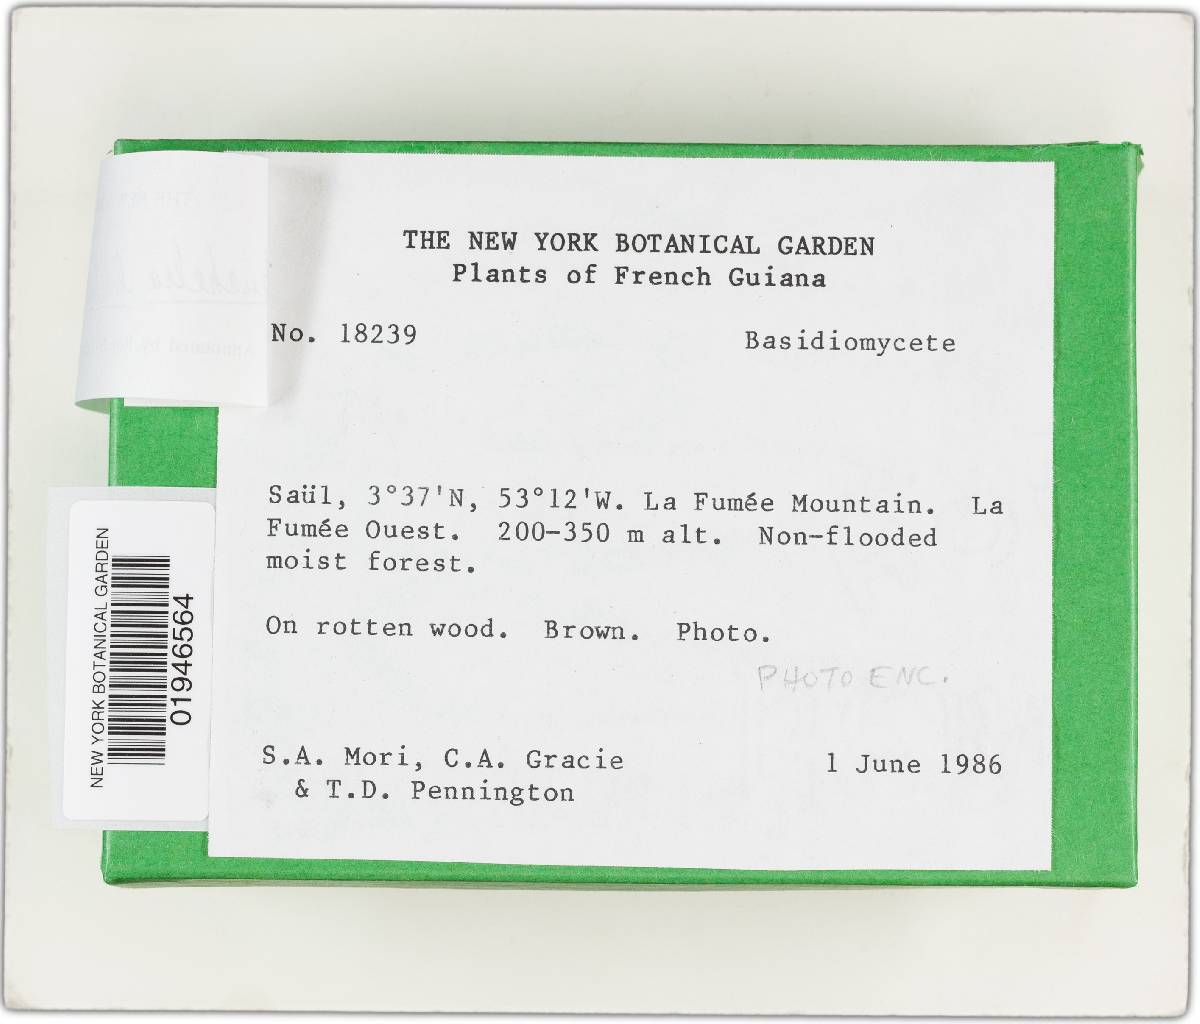 THE NEW YORK BOTANICAL GARDEN
Plants of French Guiana
No. 18239 Basidiomycete
Saül, 3°37'N, 53°12'W. La Fumée Mountain. La
Fumée Ouest. 200-350 m alt. Non-flooded
moist forest.
On rotten wood. Brown. Photo.
PHOTO ENC.
S.A. Mori, C.A. Gracie 1 June 1986
& T.D. Pennington
NEW YORK BOTANICAL GARDEN
01946564